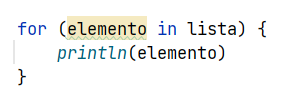 for (elemento in lista) {
    println(elemento)
}